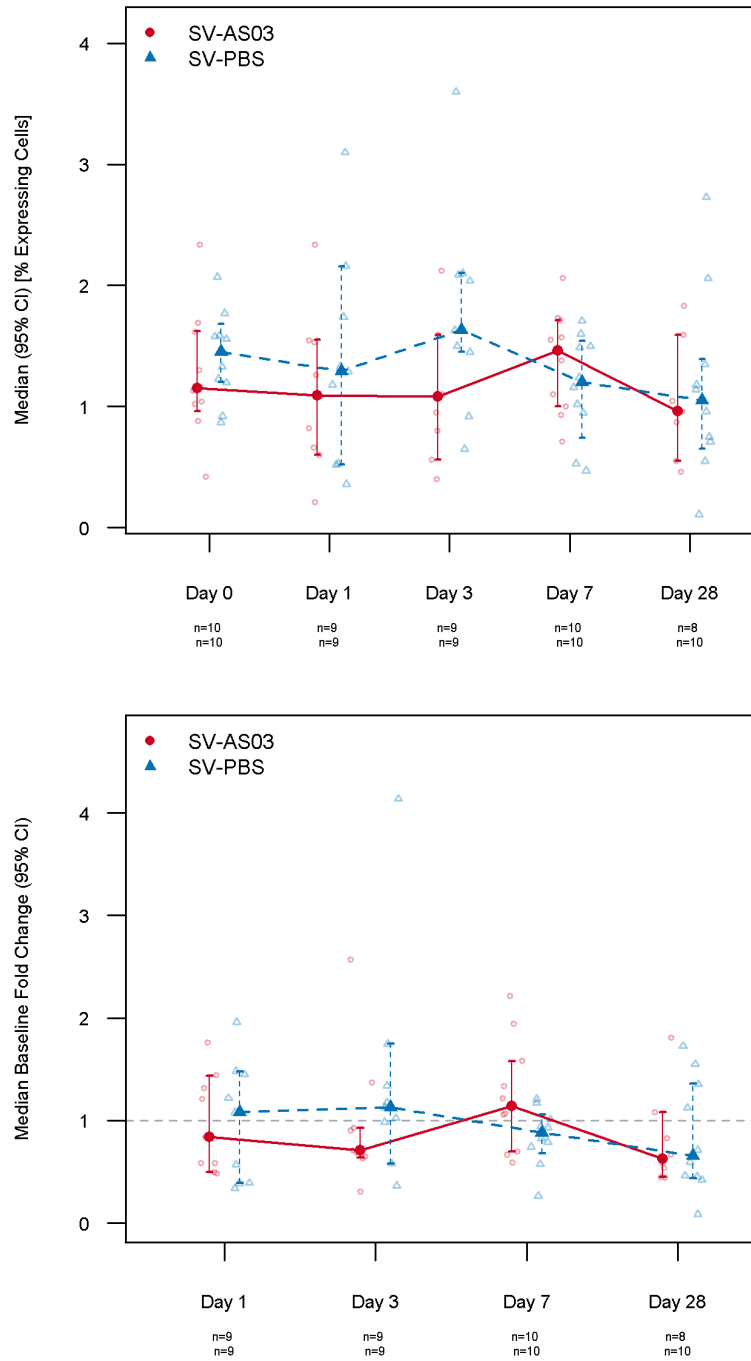 SV-AS03
SV-PBS
Median (95% CI) [% Expressing Cells]
4
3
2
1
0
Day 0 Day 1 Day 3 Day 7 Day 28
n=10 n=9 n=9 n=10 n=8
n=10 n=9 n=9 n=10 n=10
SV-AS03
SV-PBS
Median Baseline Fold Change (95% CI)
4
3
2
1
0
Day 1 Day 3 Day 7 Day 28
n=9 n=9 n=10 n=8
n=9 n=9 n=10 n=10